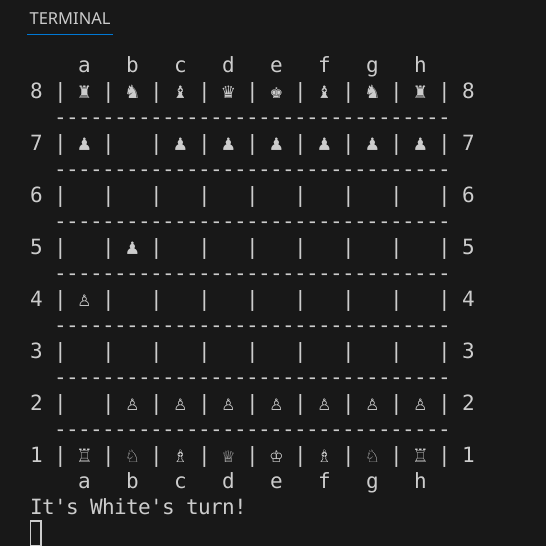 TERMINAL
a b c d e f g h
8 | ♜ | ♞ | ♝ | ♛ | ♚ | ♝ | ♞ | ♜ | 8
---------------------------------
7 | ♟ |   | ♟ | ♟ | ♟ | ♟ | ♟ | ♟ | 7
---------------------------------
6 |   |   |   |   |   |   |   |   | 6
---------------------------------
5 |   | ♟ |   |   |   |   |   |   | 5
---------------------------------
4 | ♙ |   |   |   |   |   |   |   | 4
---------------------------------
3 |   |   |   |   |   |   |   |   | 3
---------------------------------
2 |   | ♙ | ♙ | ♙ | ♙ | ♙ | ♙ | ♙ | 2
---------------------------------
1 | ♖ | ♘ | ♗ | ♕ | ♔ | ♗ | ♘ | ♖ | 1
a b c d e f g h
It's White's turn!